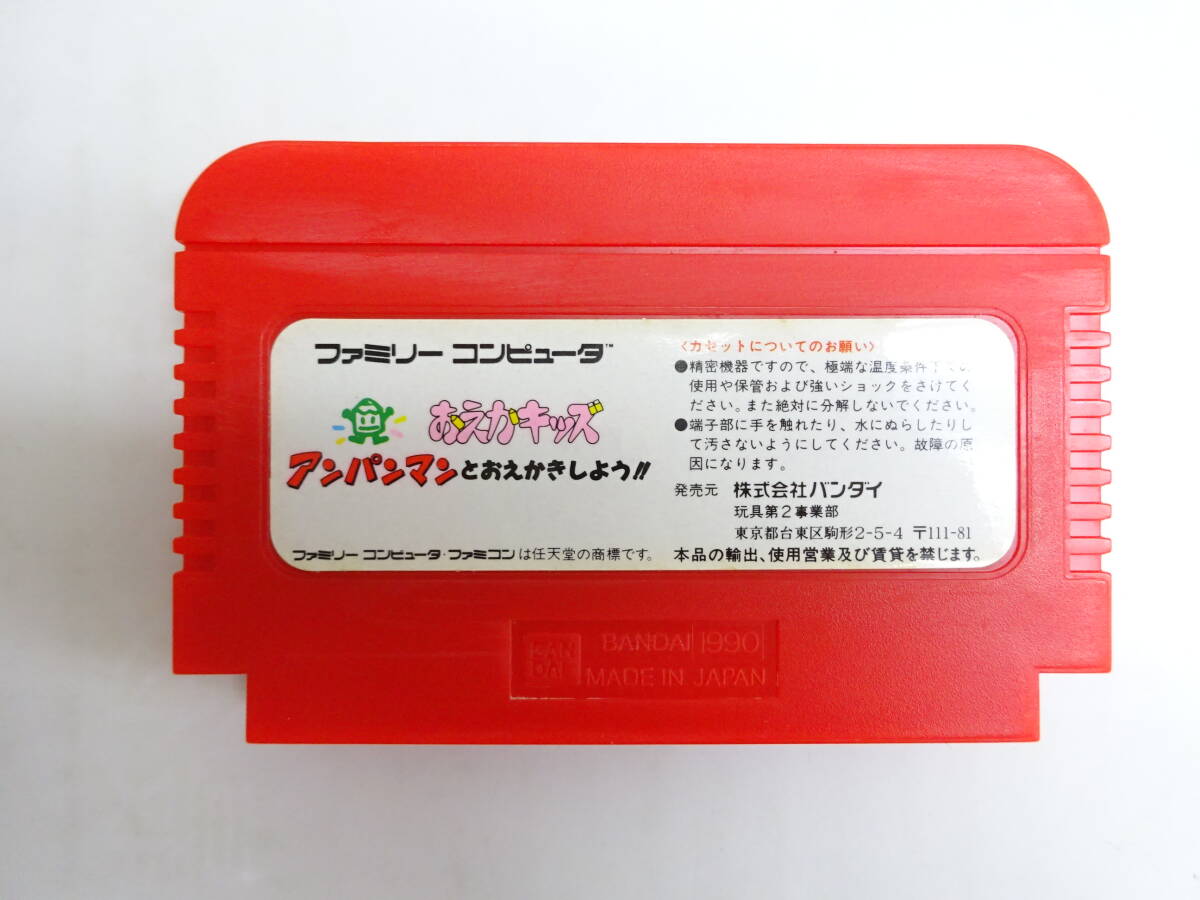 ファミリー コンピュータ™
おえかキッズ
アンパンマンとおえかきしよう!!
ファミリー コンピュータ・ファミコンは任天堂の商標です。
〈カセットについてのお願い〉
●精密機器ですので、極端な温度条件下での
使用や保管および強いショックをさけてく
ださい。また絶対に分解しないでください。
●端子部に手を触れたり、水にぬらしたりし
て汚さないようにしてください。故障の原
因になります。
発売元 株式会社バンダイ
玩具第2事業部
東京都台東区駒形2-5-4 〒111-81
本品の輸出、使用営業及び賃貸を禁じます。
BAN
DAI
BANDAI 1990
MADE IN JAPAN